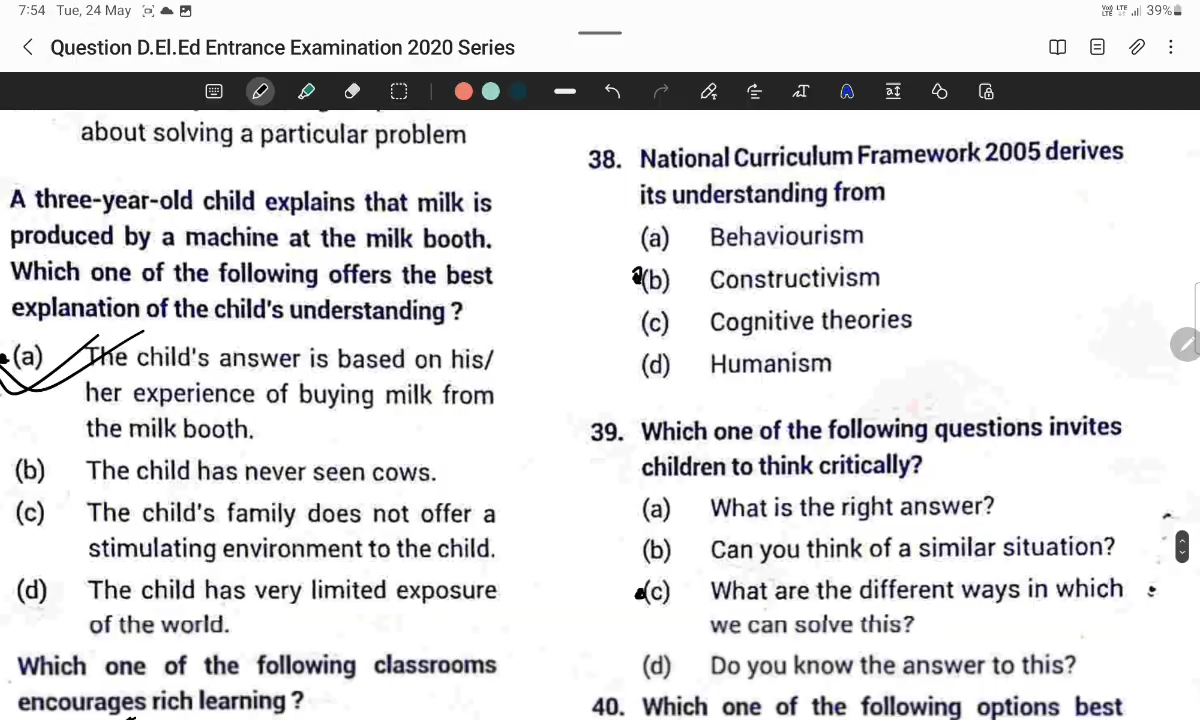 7:54 Tue, 24 May
39%
Question D.El.Ed Entrance Examination 2020 Series
about solving a particular problem
A three-year-old child explains that milk is
produced by a machine at the milk booth.
Which one of the following offers the best
explanation of the child's understanding ?
(a) The child's answer is based on his/
her experience of buying milk from
the milk booth.
(b) The child has never seen cows.
(c) The child's family does not offer a
stimulating environment to the child.
(d) The child has very limited exposure
of the world.
Which one of the following classrooms
encourages rich learning ?
38. National Curriculum Framework 2005 derives
its understanding from
(a) Behaviourism
(b) Constructivism
(c) Cognitive theories
(d) Humanism
39. Which one of the following questions invites
children to think critically?
(a) What is the right answer?
(b) Can you think of a similar situation?
(c) What are the different ways in which
we can solve this?
(d) Do you know the answer to this?
40. Which one of the following options best